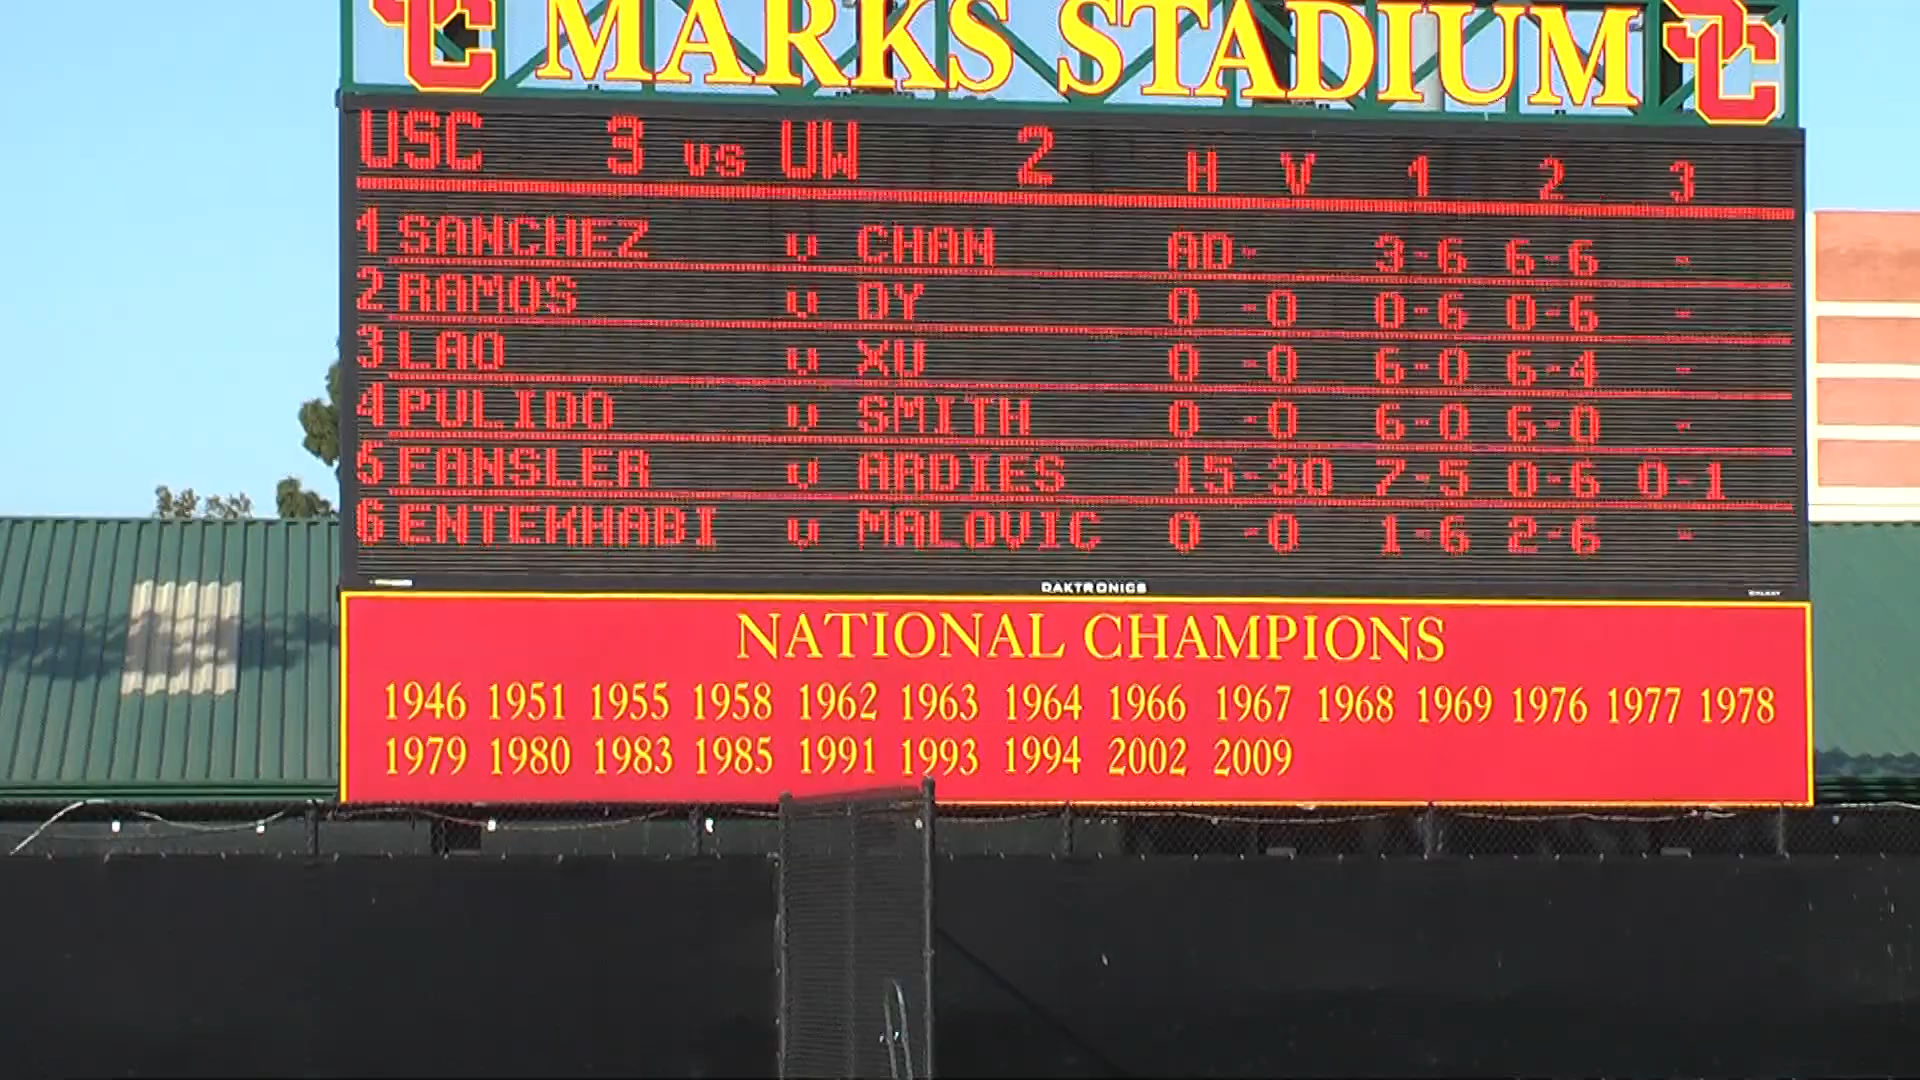 SC MARKS STADIUM SC
USC 3 vs UW 2 H V 1 2 3
1 SANCHEZ v CHAM AD- 3-6 6-6 -
2 RAMOS v DY 0 -0 0-6 0-6 -
3 LAO v XU 0 -0 6-0 6-4 -
4 PULIDO v SMITH 0 -0 6-0 6-0 -
5 FANSLER v ARDIES 15-30 7-5 0-6 0-1
6 ENTEKHABI v MALOVIC 0 -0 1-6 2-6 -
DAKTRONICS
NATIONAL CHAMPIONS
1946 1951 1955 1958 1962 1963 1964 1966 1967 1968 1969 1976 1977 1978
1979 1980 1983 1985 1991 1993 1994 2002 2009